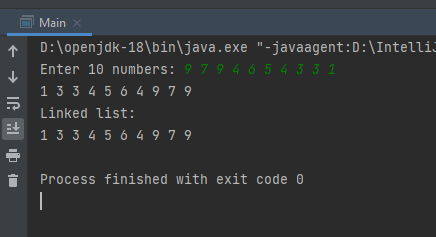 Main
D:\openjdk-18\bin\java.exe "-javaagent:D:\IntelliJ
Enter 10 numbers: 9 7 9 4 6 5 4 3 3 1
1 3 3 4 5 6 4 9 7 9
Linked list:
1 3 3 4 5 6 4 9 7 9
Process finished with exit code 0